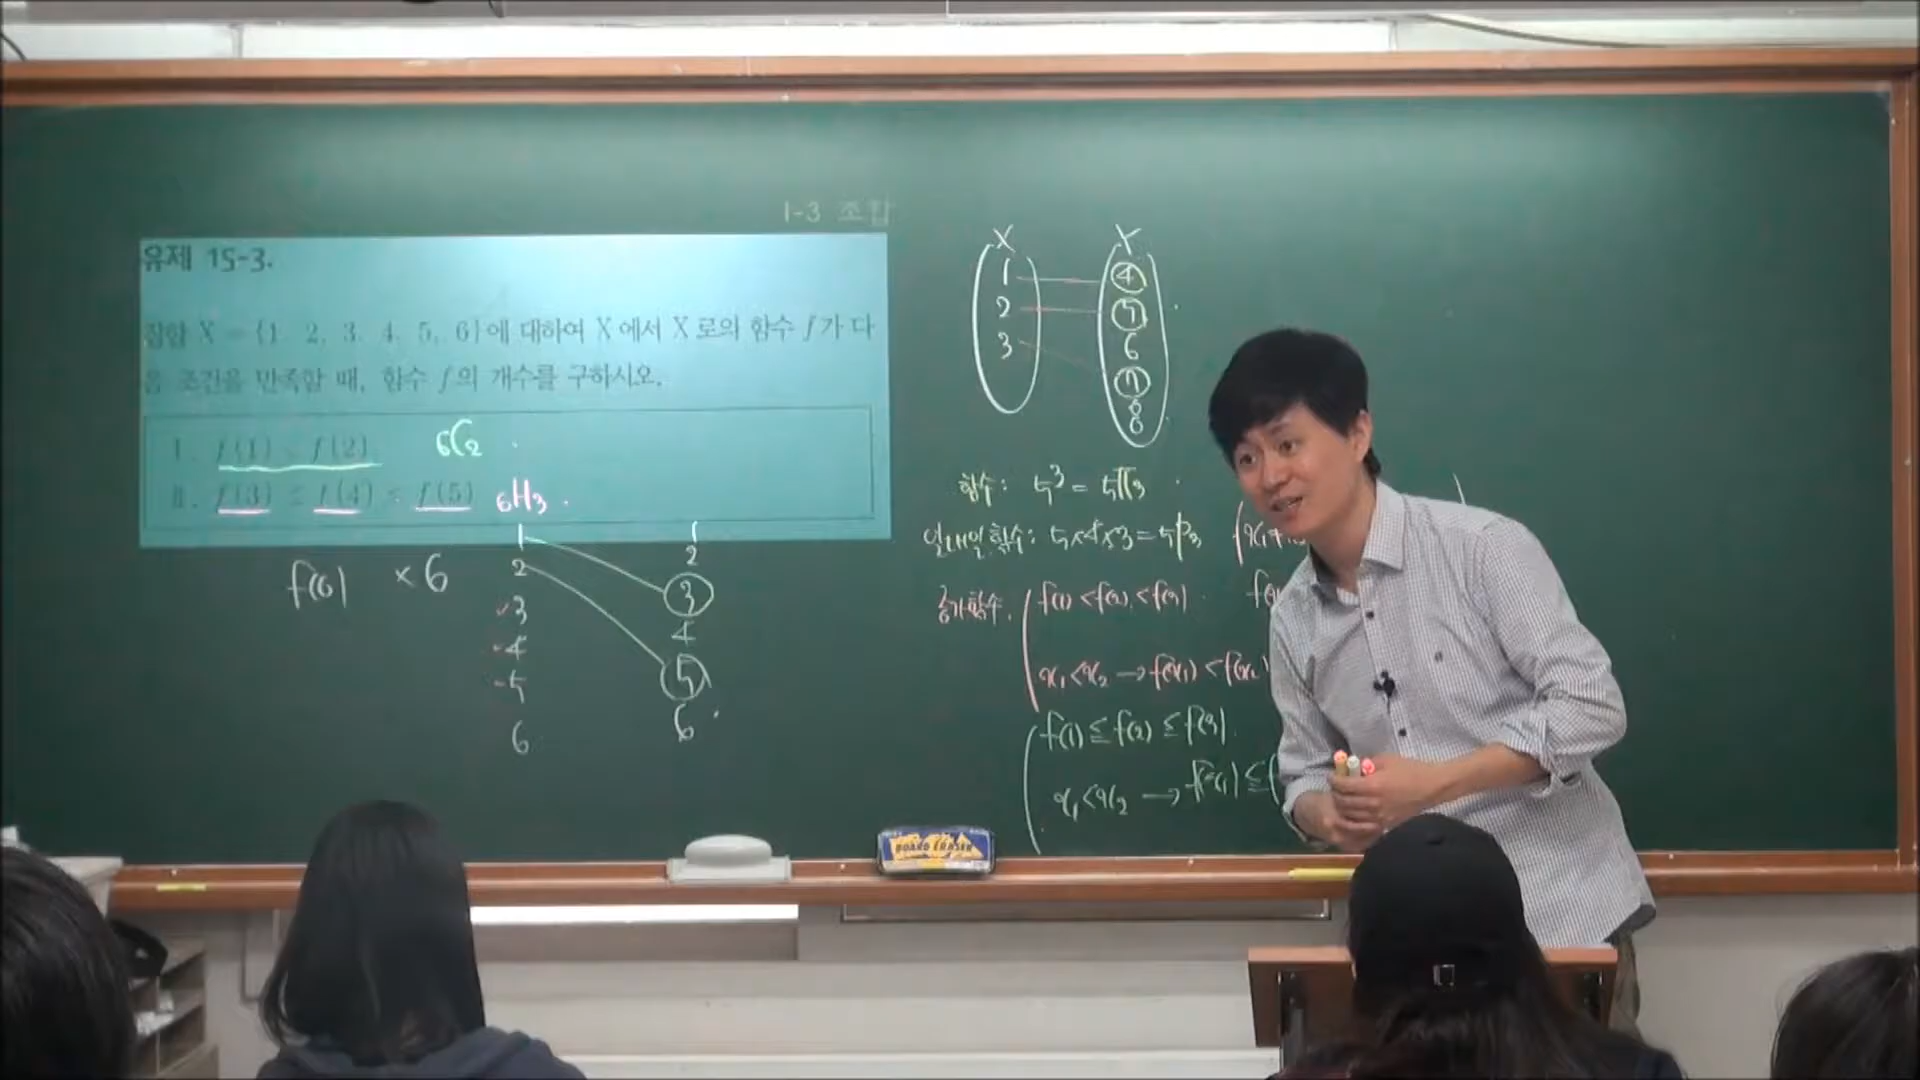 1-3 조합
유제 15-3.
집합 X = {1, 2, 3, 4, 5, 6}에 대하여 X에서 X로의 함수 f가 다
음 조건을 만족할 때, 함수 f의 개수를 구하시오.
I. f(1) < f(2) ₆C₂
II. f(3) ≤ f(4) ≤ f(5) ₆H₃
f(6) ×6
1 1
2 2
3 3
4 4
5 5
6 6
X Y
1 4
2 5
3 6
7
8
함수: 5³ = ₅Π₃
일대일 함수: 5×4×3 = ₅P₃
증가함수. f(1) < f(2) < f(3)
x₁ < x₂ → f(x₁) < f(x₂)
f(1) ≤ f(2) ≤ f(3)
x₁ < x₂ → f(x₁) ≤ f
BOARD ERASER